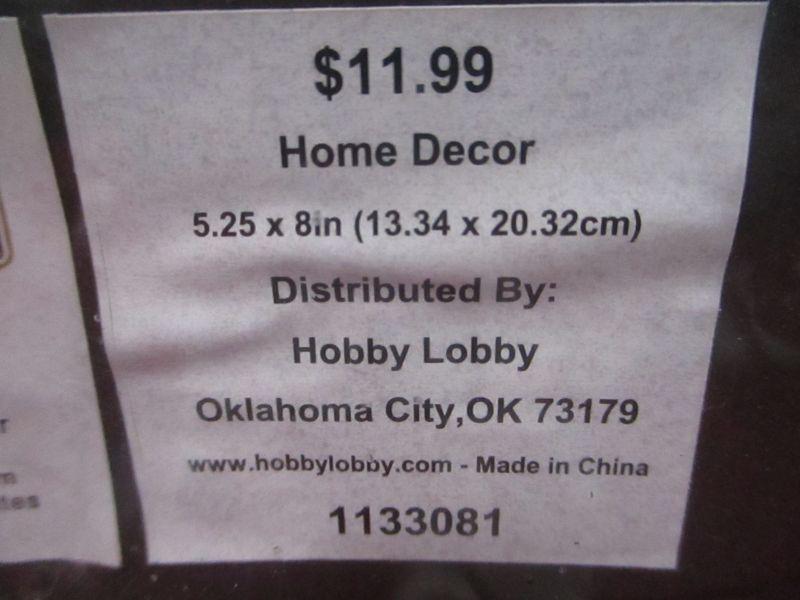 $11.99
Home Decor
5.25 x 8in (13.34 x 20.32cm)
Distributed By:
Hobby Lobby
Oklahoma City,OK 73179
www.hobbylobby.com - Made in China
1133081